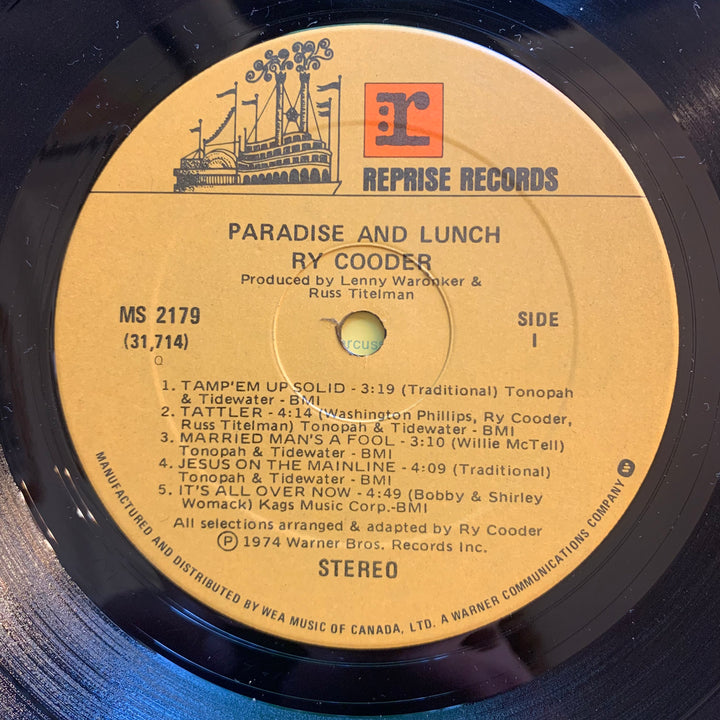 r
REPRISE RECORDS
PARADISE AND LUNCH
RY COODER
Produced by Lenny Waronker &
Russ Titelman
MS 2179
(31,714)
Q
SIDE
I
arcus
1. TAMP'EM UP SOLID - 3:19 (Traditional) Tonopah
& Tidewater - BMI
2. TATTLER - 4:14 (Washington Phillips, Ry Cooder,
Russ Titelman) Tonopah & Tidewater - BMI
3. MARRIED MAN'S A FOOL - 3:10 (Willie McTell)
Tonopah & Tidewater - BMI
4. JESUS ON THE MAINLINE - 4:09 (Traditional)
Tonopah & Tidewater - BMI
5. IT'S ALL OVER NOW - 4:49 (Bobby & Shirley
Womack) Kags Music Corp.-BMI
All selections arranged & adapted by Ry Cooder
Ⓟ 1974 Warner Bros. Records Inc.
STEREO
MANUFACTURED AND DISTRIBUTED BY WEA MUSIC OF CANADA, LTD. A WARNER COMMUNICATIONS COMPANY